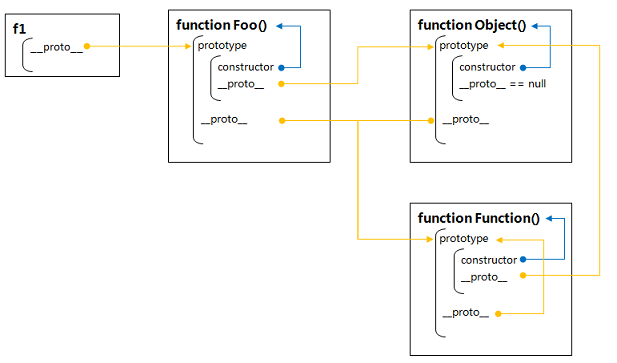 f1
__proto__
function Foo()
prototype
constructor
__proto__
__proto__
function Object()
prototype
constructor
__proto__ == null
__proto__
function Function()
prototype
constructor
__proto__
__proto__